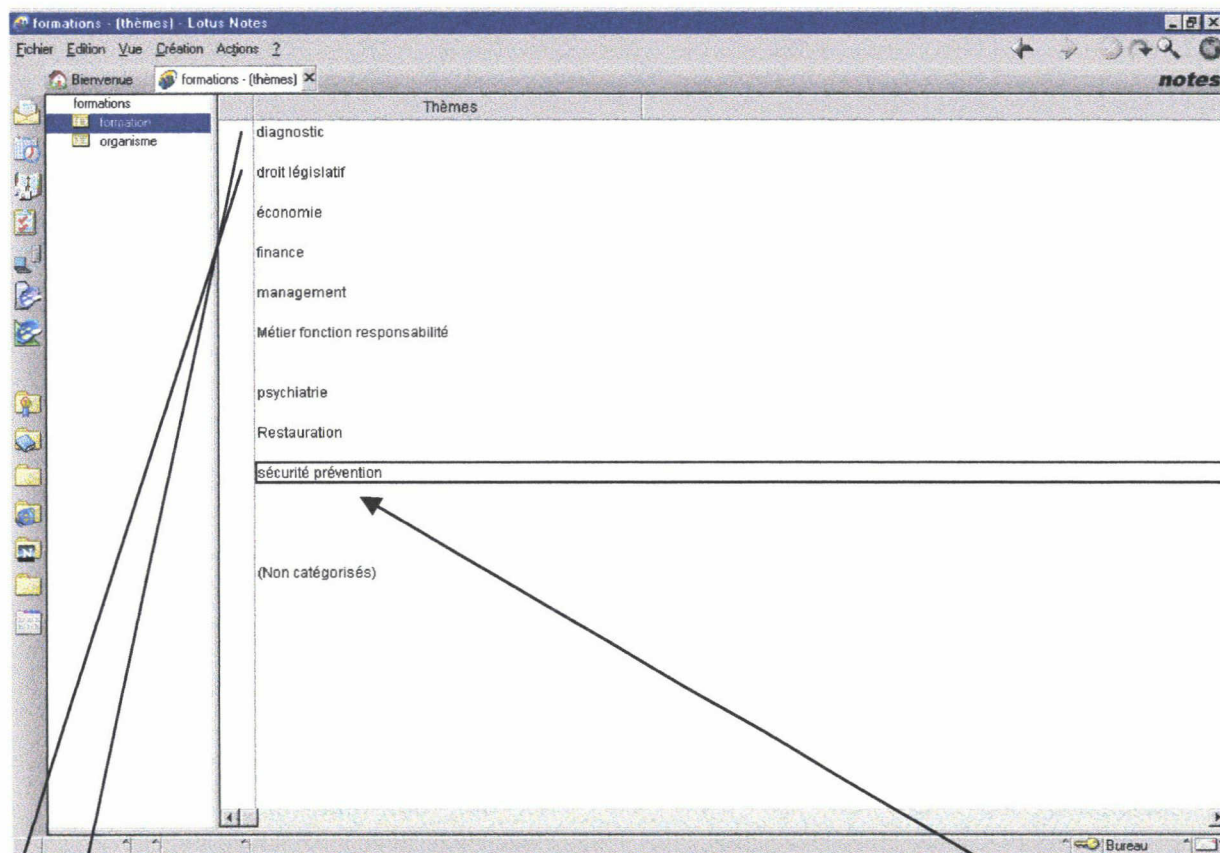 formations - (thèmes) - Lotus Notes
Fichier Edition Vue Création Actions ?
Bienvenue formations - (thèmes)
notes
formations
formation
organisme
Thèmes
diagnostic
droit législatif
économie
finance
management
Métier fonction responsabilité
psychiatrie
Restauration
sécurité prévention
(Non catégorisés)
Bureau